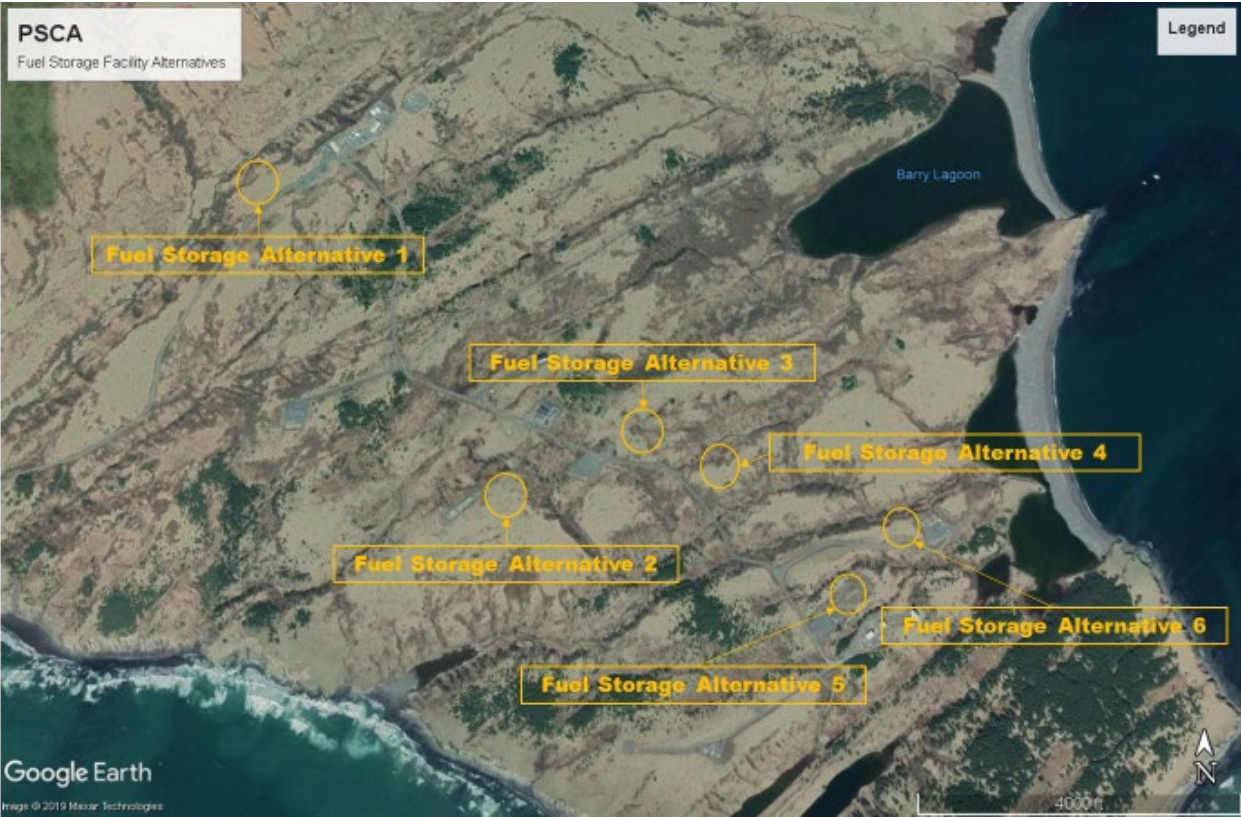 PSCA
Fuel Storage Facility Alternatives
Legend
Barry Lagoon
Fuel Storage Alternative 1
Fuel Storage Alternative 3
Fuel Storage Alternative 4
Fuel Storage Alternative 2
Fuel Storage Alternative 6
Fuel Storage Alternative 5
N
Google Earth
Image © 2019 Maxar Technologies
4000 ft